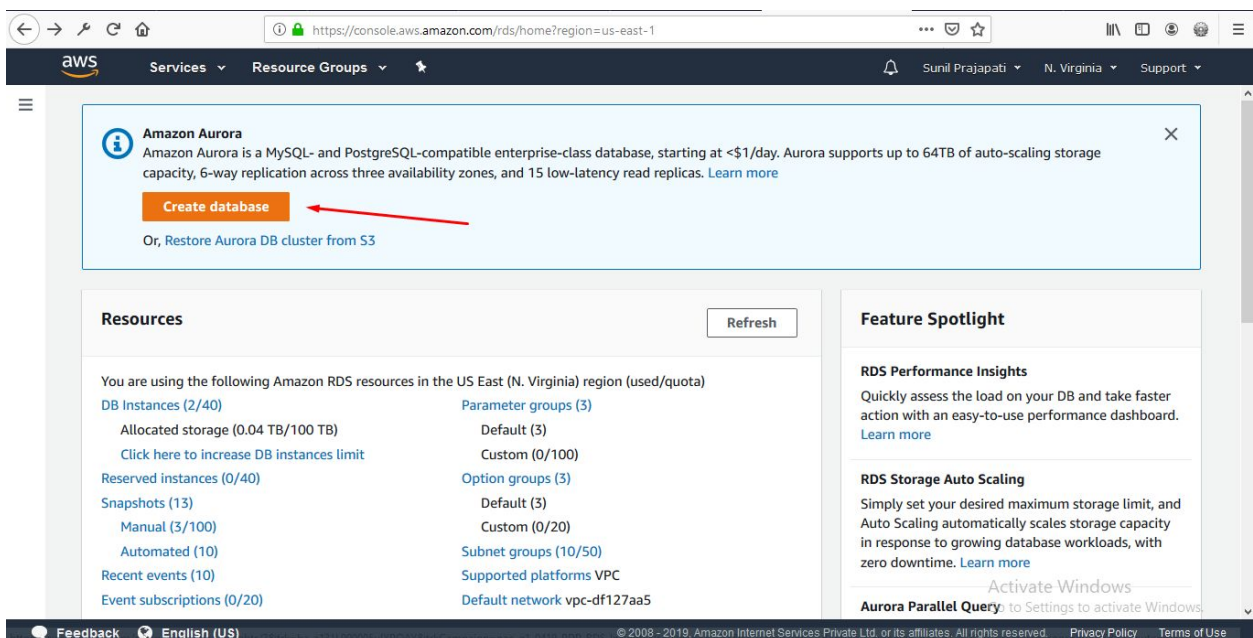 https://console.aws.amazon.com/rds/home?region=us-east-1
aws
Services
Resource Groups
Sunil Prajapati
N. Virginia
Support
Amazon Aurora
Amazon Aurora is a MySQL- and PostgreSQL-compatible enterprise-class database, starting at <$1/day. Aurora supports up to 64TB of auto-scaling storage
capacity, 6-way replication across three availability zones, and 15 low-latency read replicas. Learn more
Create database
Or, Restore Aurora DB cluster from S3
Resources
Refresh
You are using the following Amazon RDS resources in the US East (N. Virginia) region (used/quota)
DB Instances (2/40)
Allocated storage (0.04 TB/100 TB)
Click here to increase DB instances limit
Reserved instances (0/40)
Snapshots (13)
Manual (3/100)
Automated (10)
Recent events (10)
Event subscriptions (0/20)
Parameter groups (3)
Default (3)
Custom (0/100)
Option groups (3)
Default (3)
Custom (0/20)
Subnet groups (10/50)
Supported platforms VPC
Default network vpc-df127aa5
Feature Spotlight
RDS Performance Insights
Quickly assess the load on your DB and take faster
action with an easy-to-use performance dashboard.
Learn more
RDS Storage Auto Scaling
Simply set your desired maximum storage limit, and
Auto Scaling automatically scales storage capacity
in response to growing database workloads, with
zero downtime. Learn more
Aurora Parallel Query
Activate Windows
to Settings to activate Windows.
Feedback
English (US)
© 2008 - 2019, Amazon Internet Services Private Ltd. or its affiliates. All rights reserved.
Privacy Policy
Terms of Use